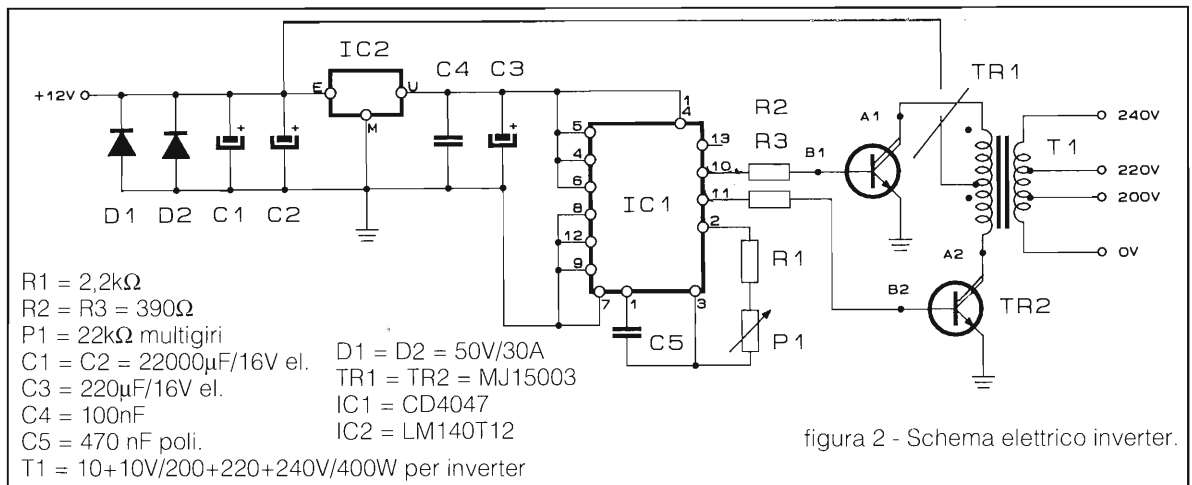 IC2
C4
C3
TR1
+12V
E
U
M
1
4
5
4
6
8
12
9
7
1
3
13
10
11
2
IC1
R2
R3
B1
A1
T1
240V
220V
200V
0V
D1
D2
C1
C2
R1
P1
C5
B2
A2
TR2
R1 = 2,2kΩ
R2 = R3 = 390Ω
P1 = 22kΩ multigiri
C1 = C2 = 22000µF/16V el.
C3 = 220µF/16V el.
C4 = 100nF
C5 = 470 nF poli.
T1 = 10+10V/200+220+240V/400W per inverter
D1 = D2 = 50V/30A
TR1 = TR2 = MJ15003
IC1 = CD4047
IC2 = LM140T12
figura 2 - Schema elettrico inverter.